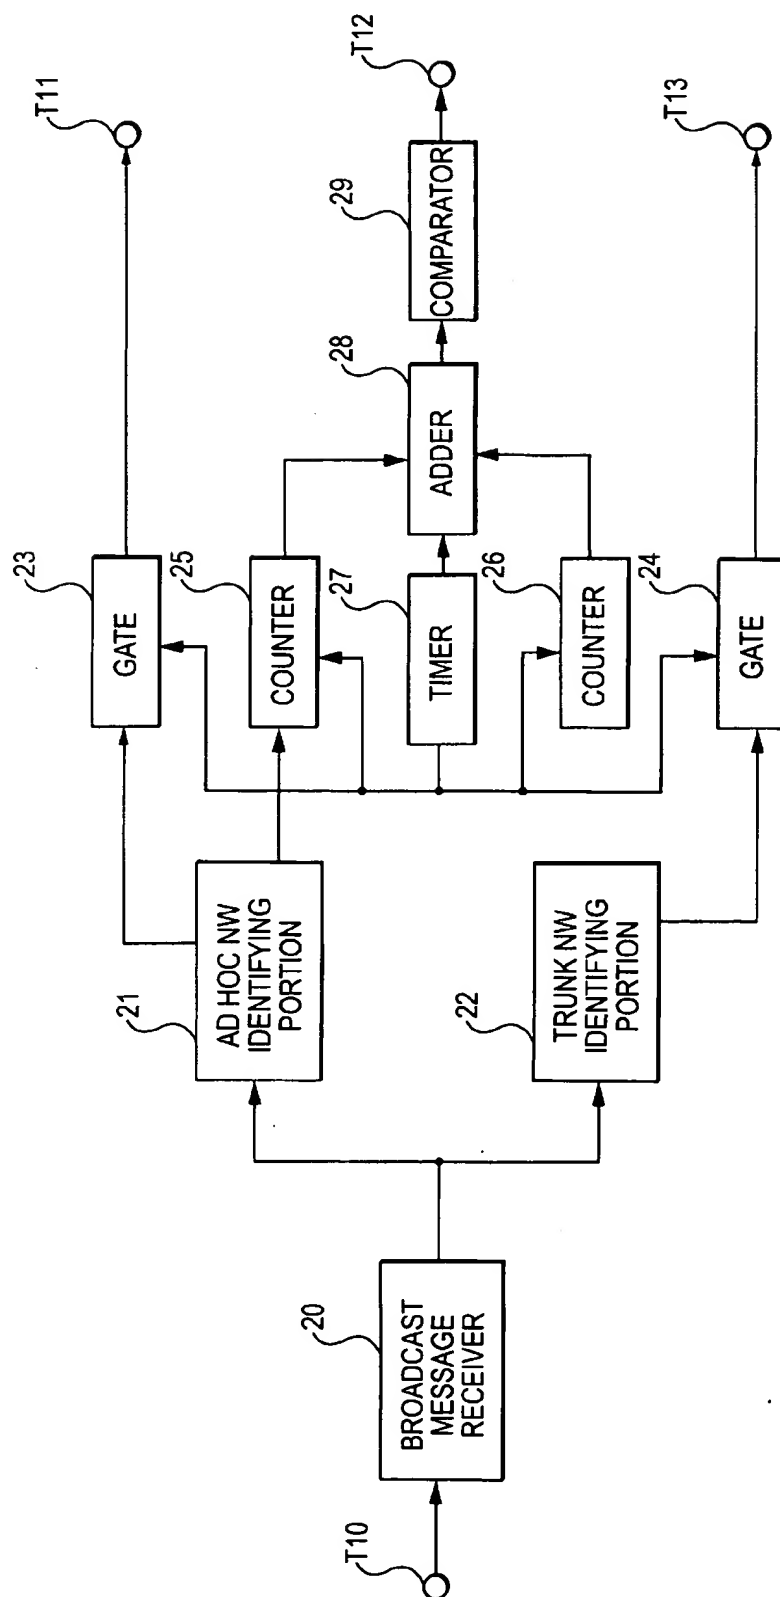 T10
20
BROADCAST
MESSAGE
RECEIVER
21
AD HOC NW
IDENTIFYING
PORTION
22
TRUNK NW
IDENTIFYING
PORTION
23
GATE
25
COUNTER
27
TIMER
26
COUNTER
24
GATE
28
ADDER
29
COMPARATOR
T11
T12
T13